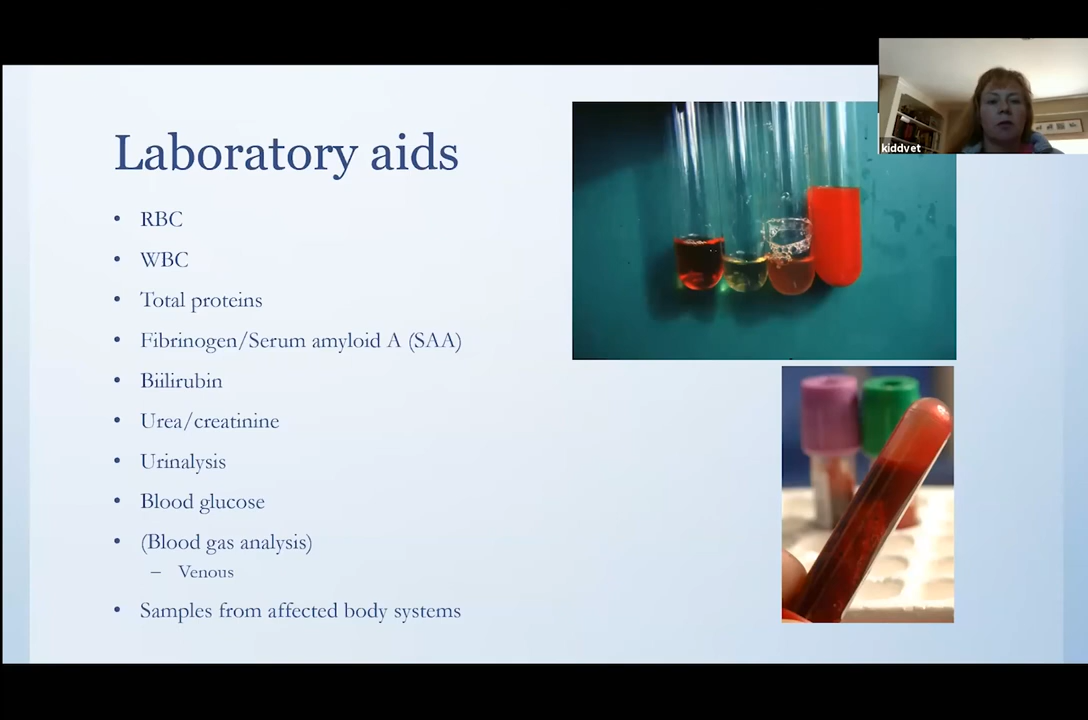 Laboratory aids
• RBC
• WBC
• Total proteins
• Fibrinogen/Serum amyloid A (SAA)
• Biilirubin
• Urea/creatinine
• Urinalysis
• Blood glucose
• (Blood gas analysis)
– Venous
• Samples from affected body systems
kiddvet